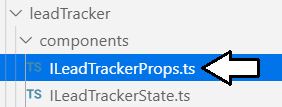 leadTracker
components
TS ILeadTrackerProps.ts
TS ILeadTrackerState.ts